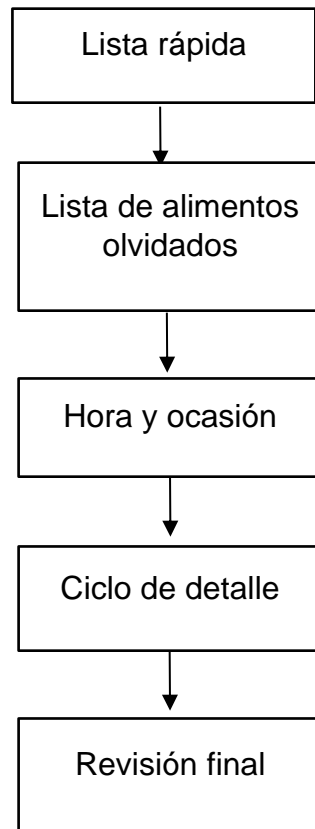 Lista rápida
Lista de alimentos
olvidados
Hora y ocasión
Ciclo de detalle
Revisión final